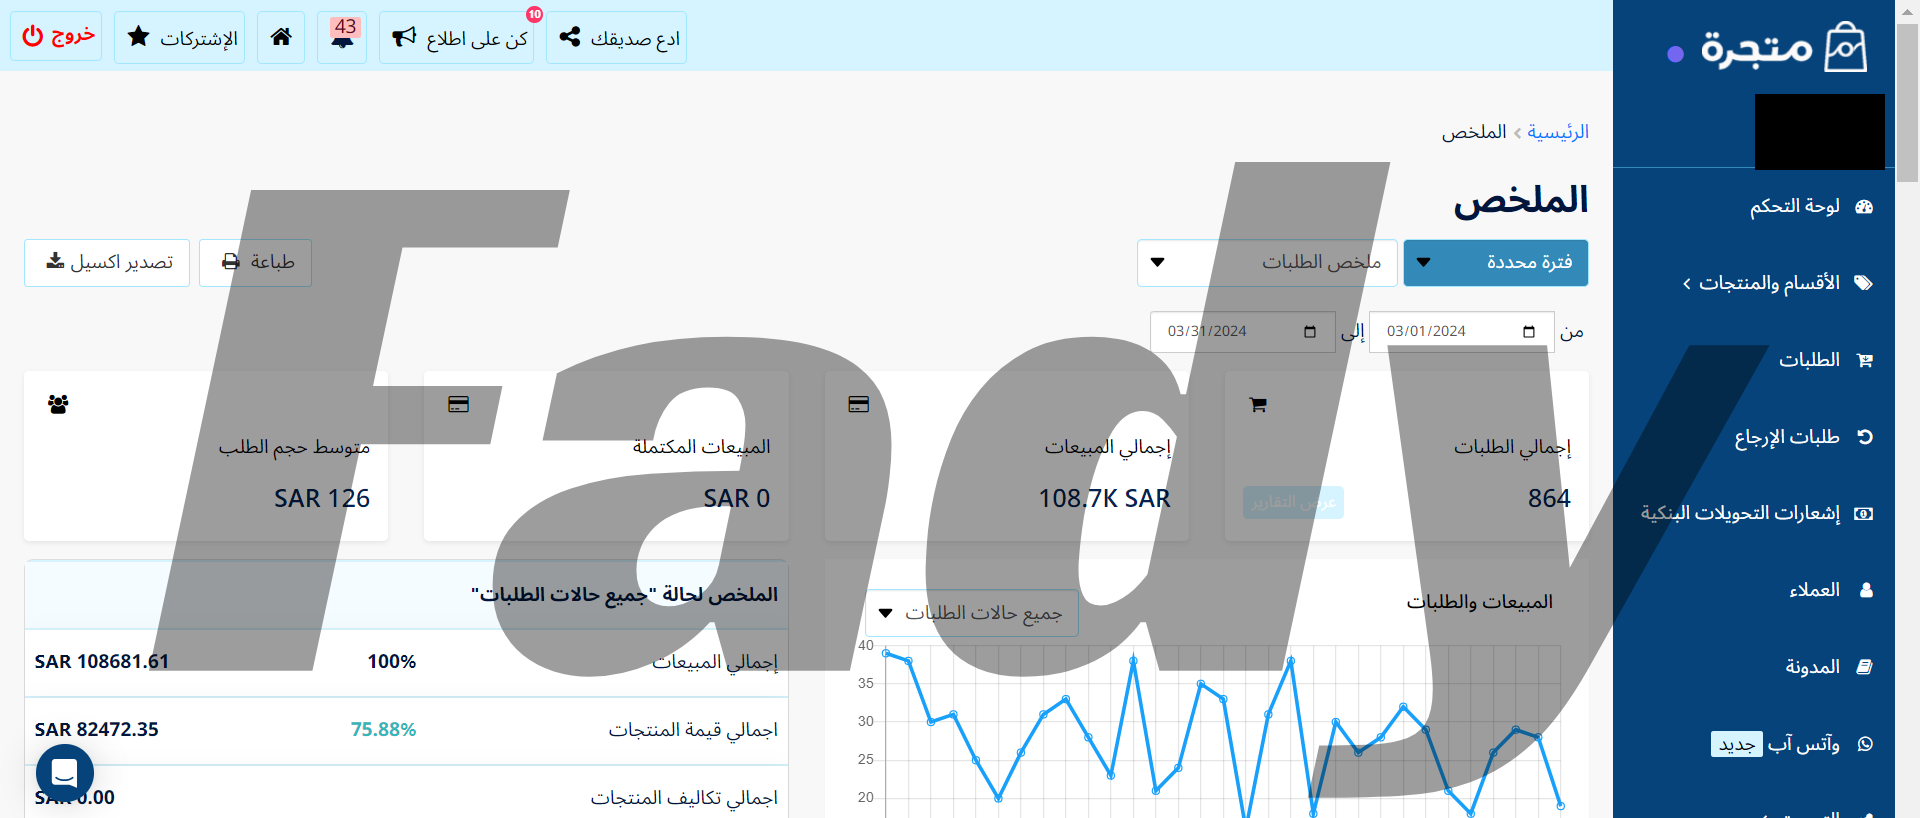 متجرة
ادع صديقك
كن على اطلاع
10
43
الإشتركات
خروج
الرئيسية › الملخص
الملخص
فترة محددة
ملخص الطلبات
طباعة
تصدير اكسيل
من 03/01/2024 إلى 03/31/2024
إجمالي الطلبات
864
عرض التقارير
إجمالي المبيعات
108.7K SAR
المبيعات المكتملة
SAR 0
متوسط حجم الطلب
SAR 126
المبيعات والطلبات
جميع حالات الطلبات
40
35
30
25
20
الملخص لحالة "جميع حالات الطلبات"
إجمالي المبيعات 100% SAR 108681.61
اجمالي قيمة المنتجات 75.88% SAR 82472.35
اجمالي تكاليف المنتجات SAR 0.00
لوحة التحكم
الأقسام والمنتجات
الطلبات
طلبات الإرجاع
إشعارات التحويلات البنكية
العملاء
المدونة
وآتس آب جديد
Fady